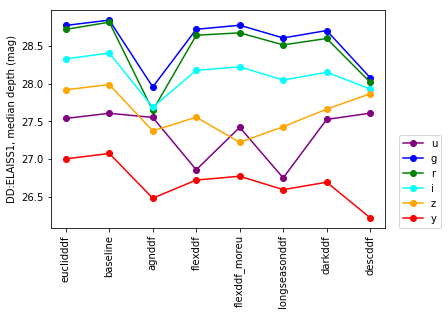 DD:ELAISS1, median depth (mag)
28.5
28.0
27.5
27.0
26.5
euclidddf
baseline
agnddf
flexddf
flexddf_moreu
longseasonddf
darkddf
descddf
u
g
r
i
z
y